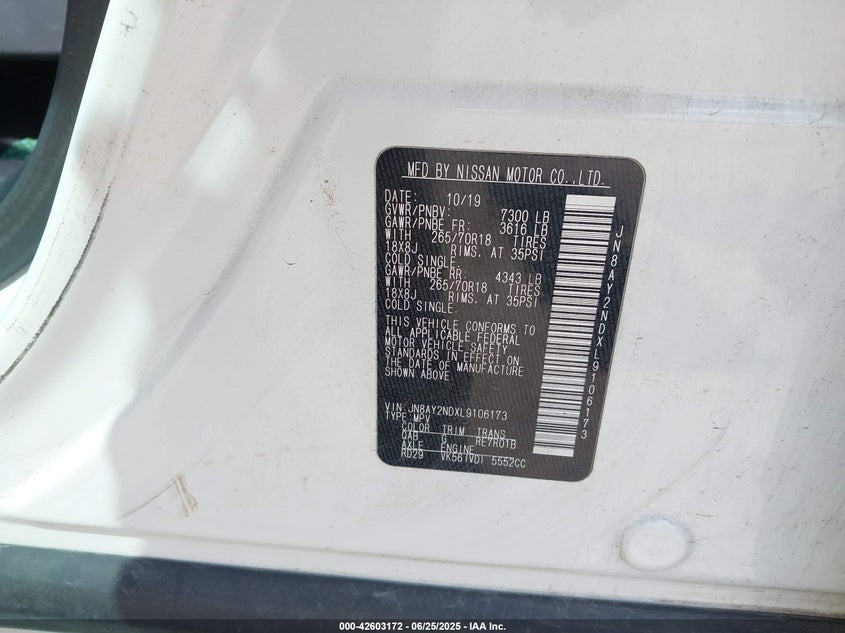 MFD BY NISSAN MOTOR CO.,LTD.
DATE: 10/19
GVWR/PNBV: 7300 LB
GAWR/PNBE FR: 3616 LB
WITH 265/70R18 TIRES
18X8J RIMS. AT 35PSI
COLD SINGLE.
GAWR/PNBE RR: 4343 LB
WITH 265/70R18 TIRES
18X8J RIMS. AT 35PSI
COLD SINGLE.
THIS VEHICLE CONFORMS TO
ALL APPLICABLE FEDERAL
MOTOR VEHICLE SAFETY
STANDARDS IN EFFECT ON
THE DATE OF MANUFACTURE
SHOWN ABOVE.
VIN: JN8AY2NDXL9106173
TYPE: MPV
COLOR TRIM TRANS
QAB G RE7R01B
AXLE ENGINE
RD29 VK56(VD) 5552CC
JN8AY2NDXL9106173
000-42603172 - 06/25/2025 - IAA Inc.